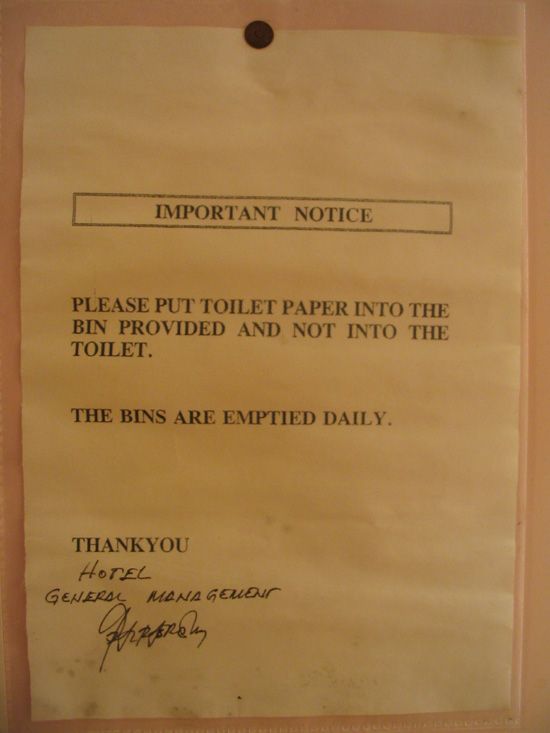 IMPORTANT NOTICE
PLEASE PUT TOILET PAPER INTO THE
BIN PROVIDED AND NOT INTO THE
TOILET.
THE BINS ARE EMPTIED DAILY.
THANKYOU
HOTEL
GENERAL MANAGEMENT